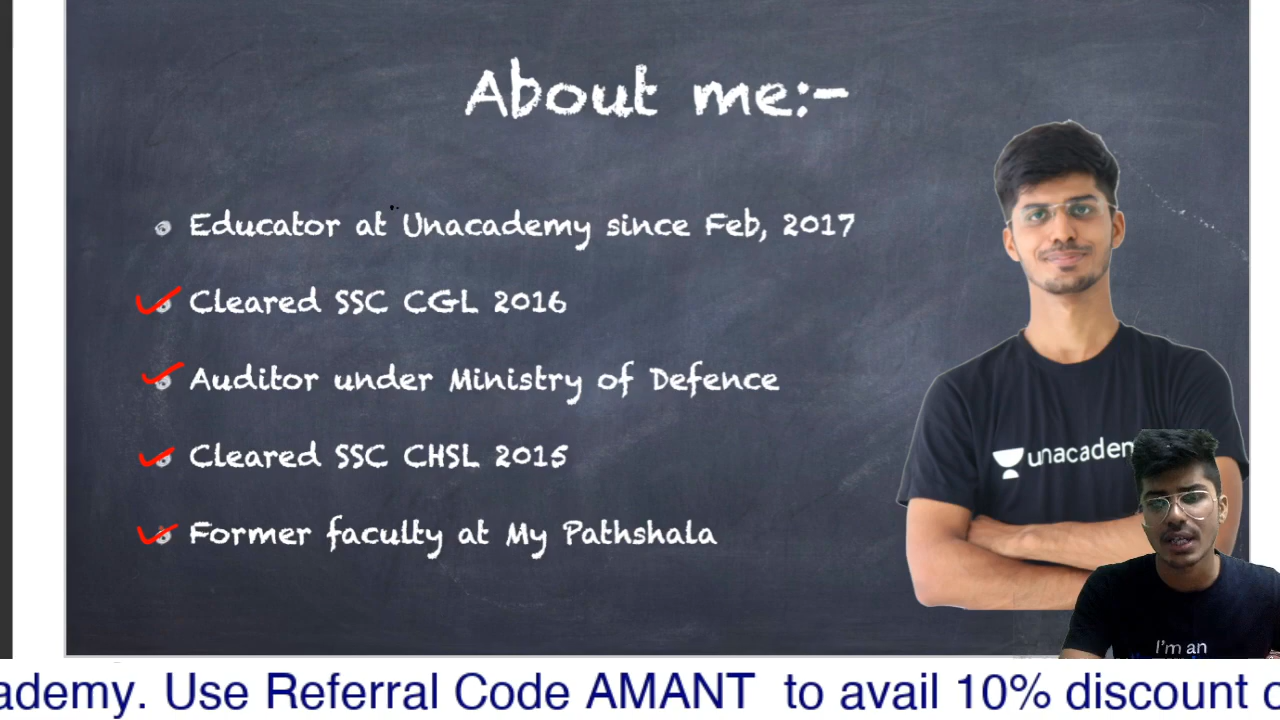 About me:-
Educator at Unacademy since Feb, 2017
Cleared SSC CGL 2016
Auditor under Ministry of Defence
Cleared SSC CHSL 2015
Former faculty at My Pathshala
unacadem
I'm an
ademy. Use Referral Code AMANT to avail 10% discount